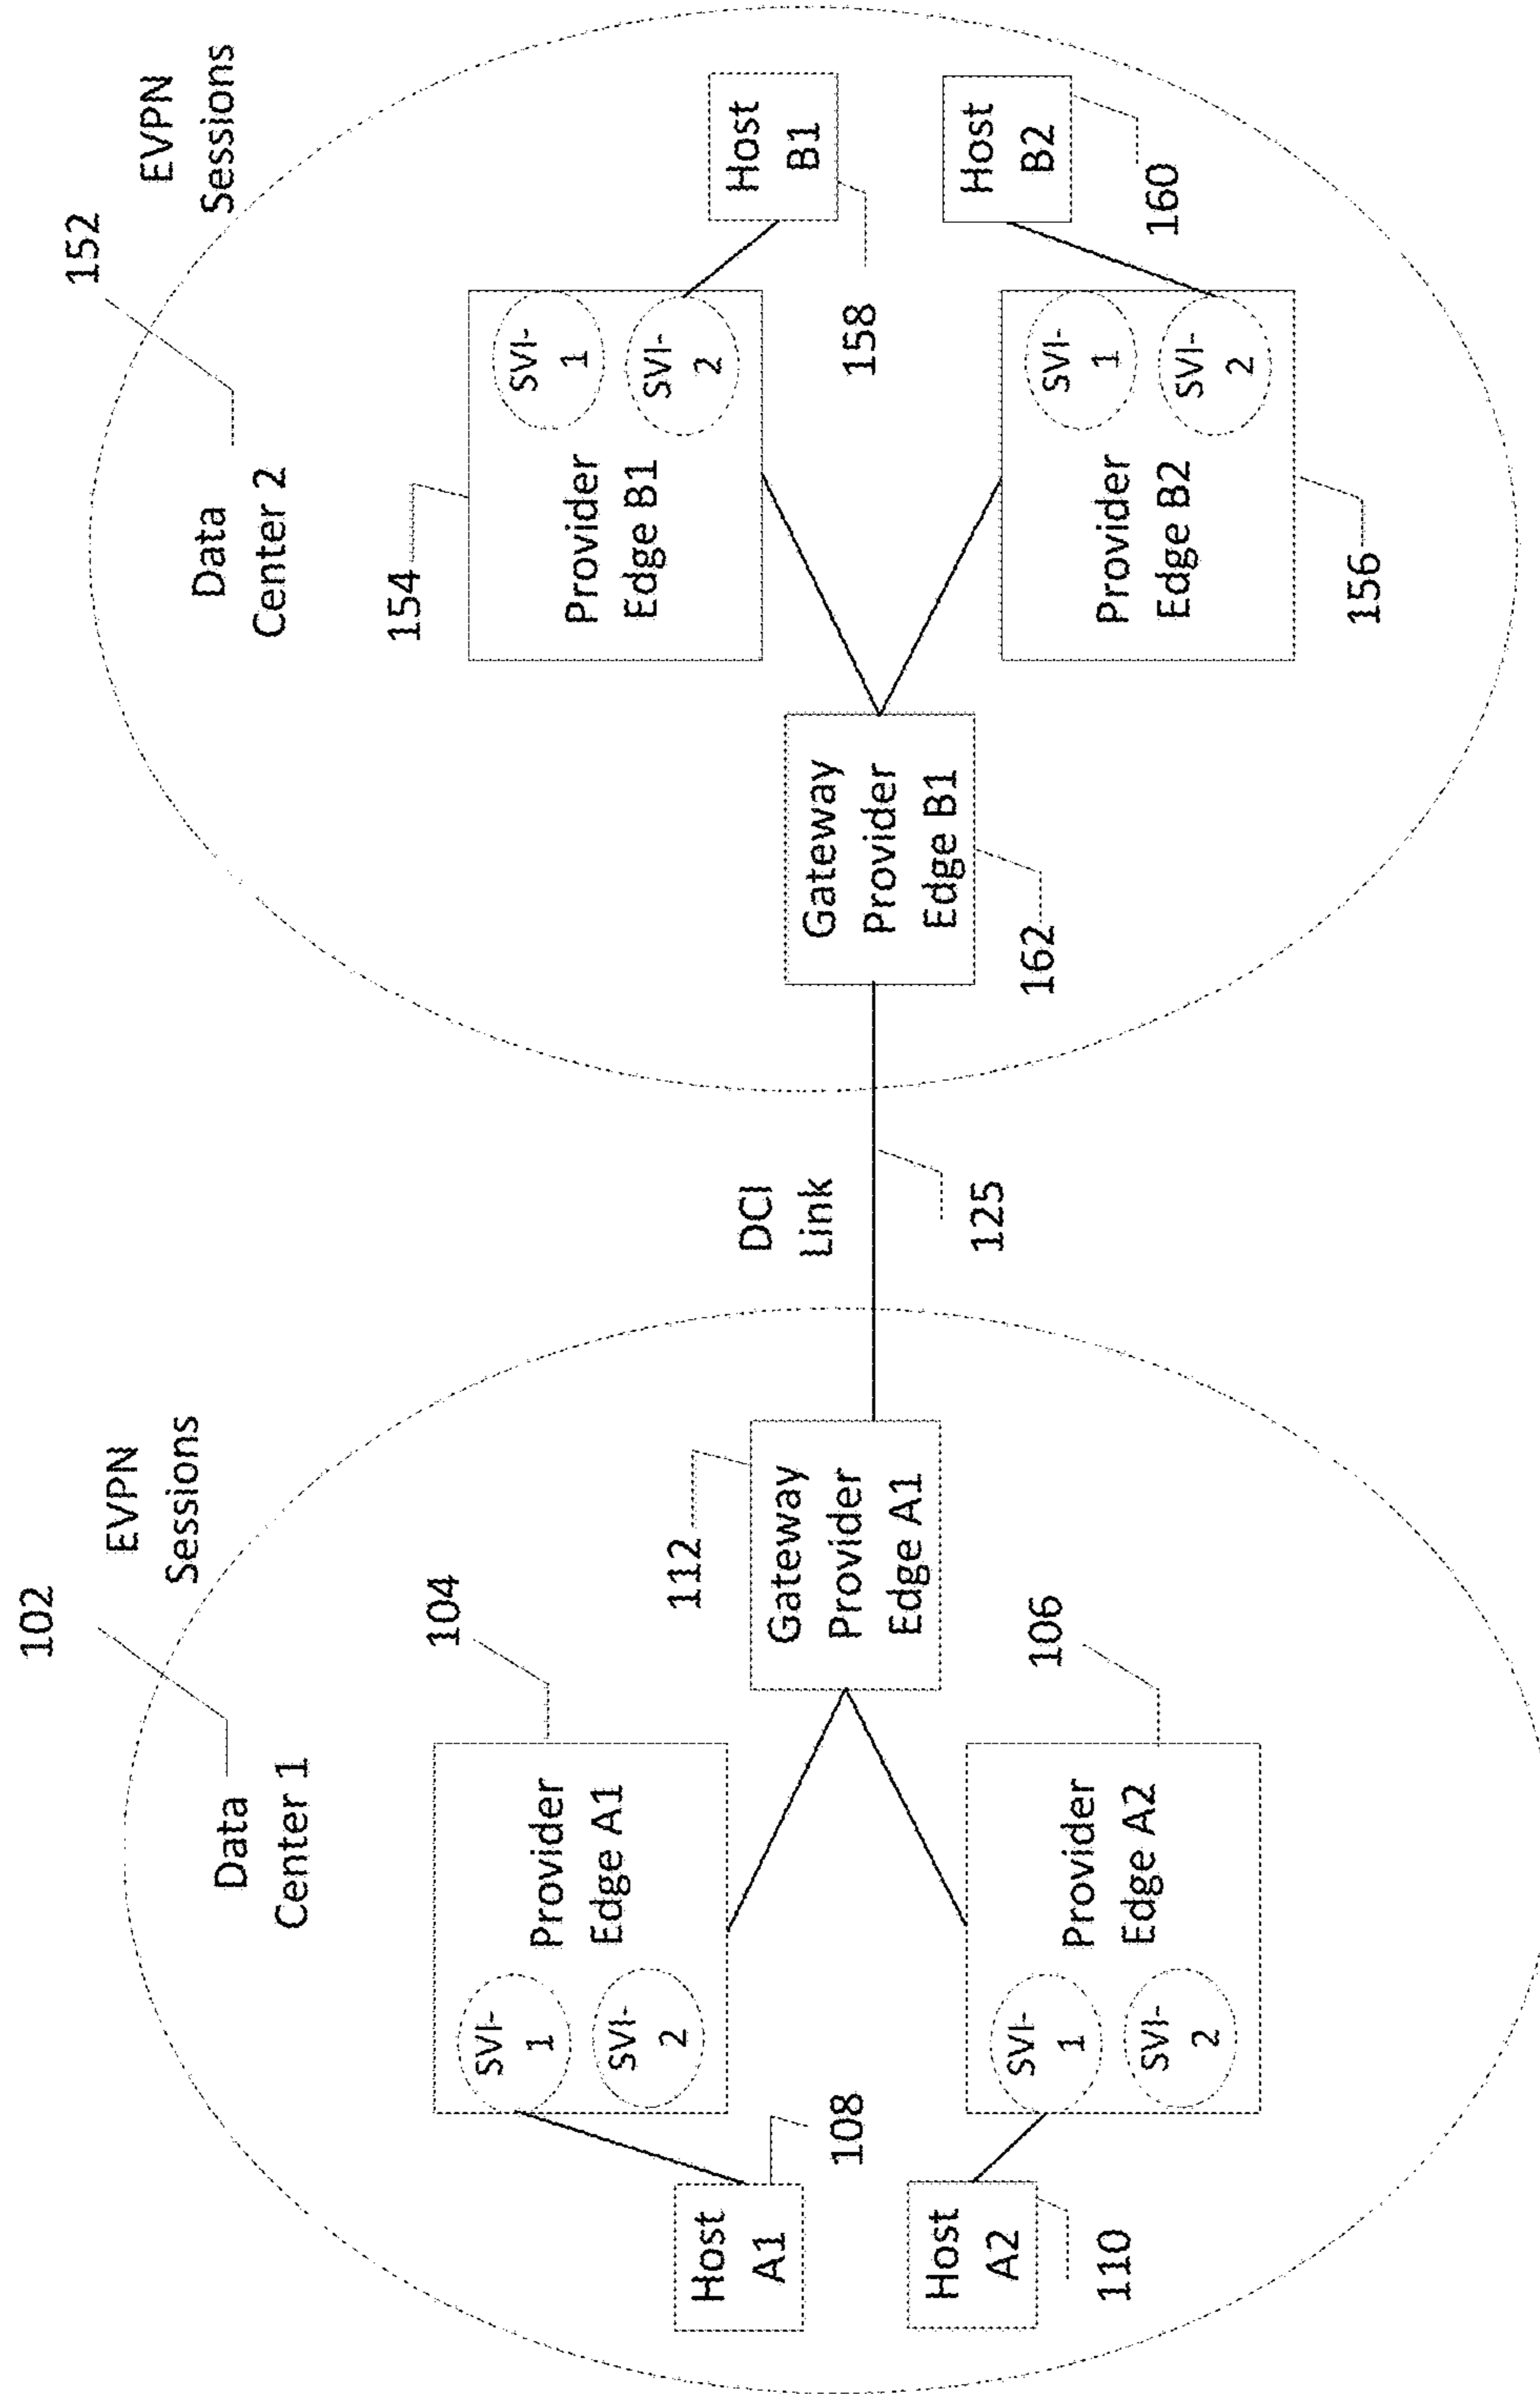 102
EVPN
Sessions
Data
Center 1
104
Provider
Edge A1
SVI-
1
SVI-
2
Host
A1
108
112
Gateway
Provider
Edge A1
106
Provider
Edge A2
SVI-
1
SVI-
2
Host
A2
110
DCI
Link
125
152
EVPN
Sessions
Data
Center 2
154
Provider
Edge B1
SVI-
1
SVI-
2
Host
B1
158
Gateway
Provider
Edge B1
162
Provider
Edge B2
SVI-
1
SVI-
2
Host
B2
160
156